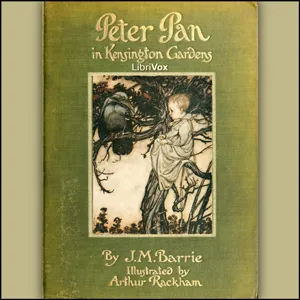 Peter Pan
in Kensington Gardens
LibriVox
By J.M.Barrie
Illustrated by
Arthur Rackham